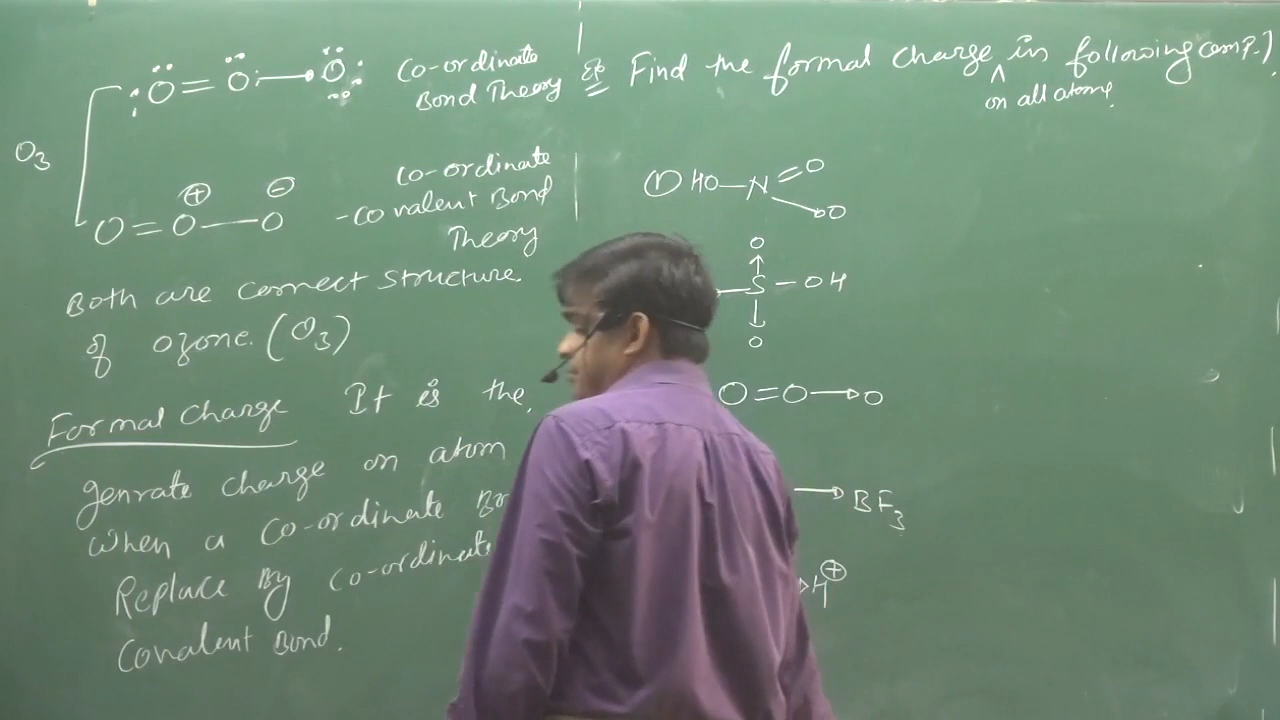 O₃
O = O → O Co-ordinate
Bond Theory
O = O⊕ — O⊖ Co-ordinate
-Covalent Bond
Theory
Both are correct structure
of ozone. (O₃)
Formal Charge It is the
genrate charge on atom
when a Co-ordinate
Replace By Co-ordinate
Covalent Bond.
Find the formal charge in following comp.
on all atoms
① HO—N=O
→O
O
↑
—S—OH
↓
O
O=O→O
→BF₃
→H⊕